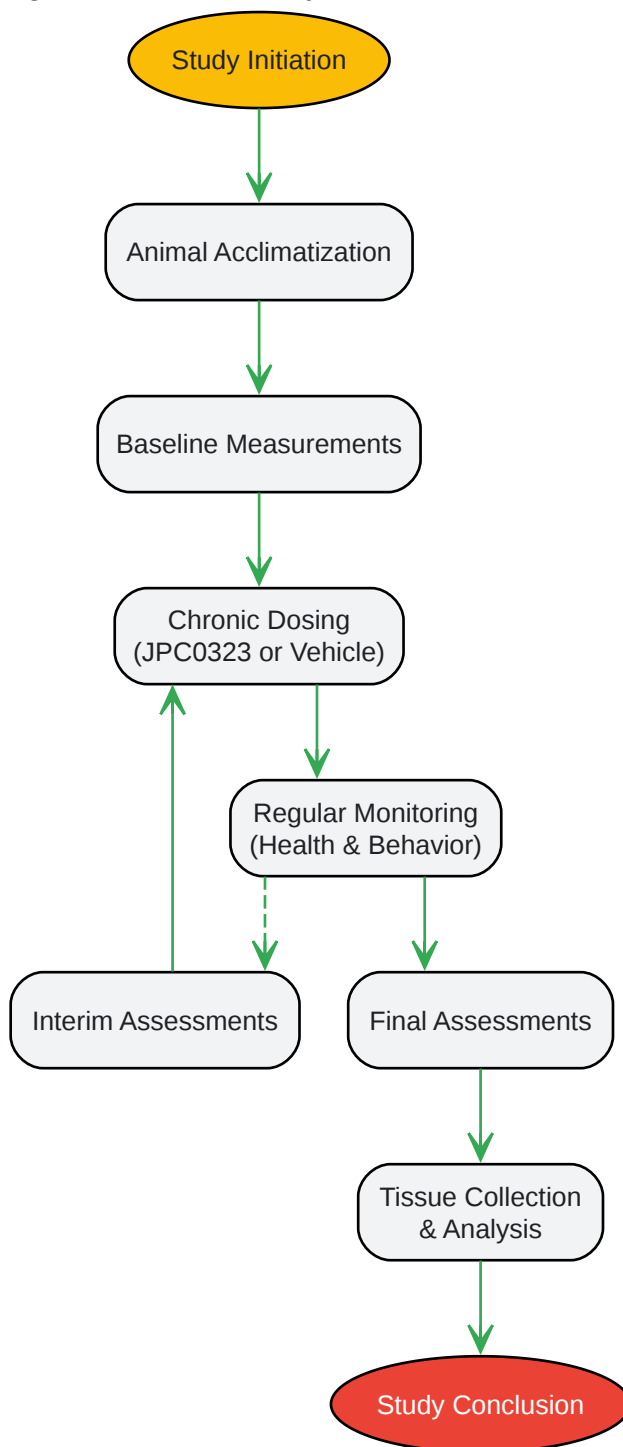 Study Initiation
Animal Acclimatization
Baseline Measurements
Chronic Dosing
(JPC0323 or Vehicle)
Regular Monitoring
(Health & Behavior)
Interim Assessments
Final Assessments
Tissue Collection
& Analysis
Study Conclusion